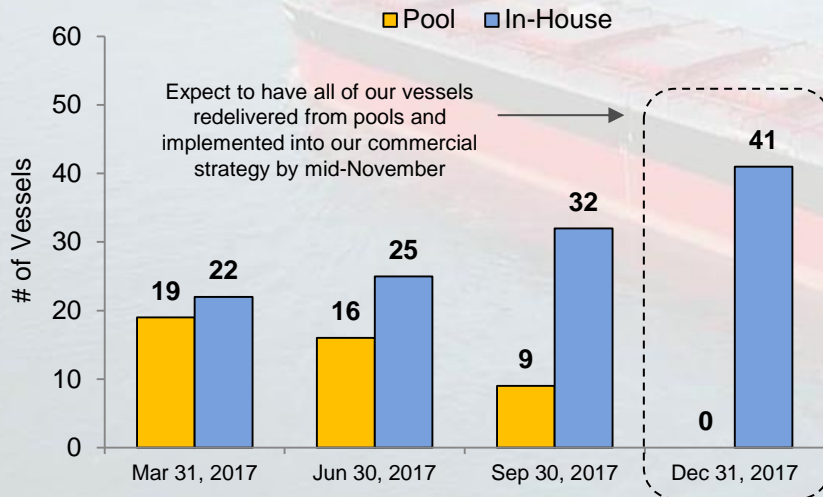 Pool In-House
60
50
40
30
20
10
0
# of Vessels
Expect to have all of our vessels
redelivered from pools and
implemented into our commercial
strategy by mid-November
19
22
16
25
9
32
0
41
Mar 31, 2017
Jun 30, 2017
Sep 30, 2017
Dec 31, 2017